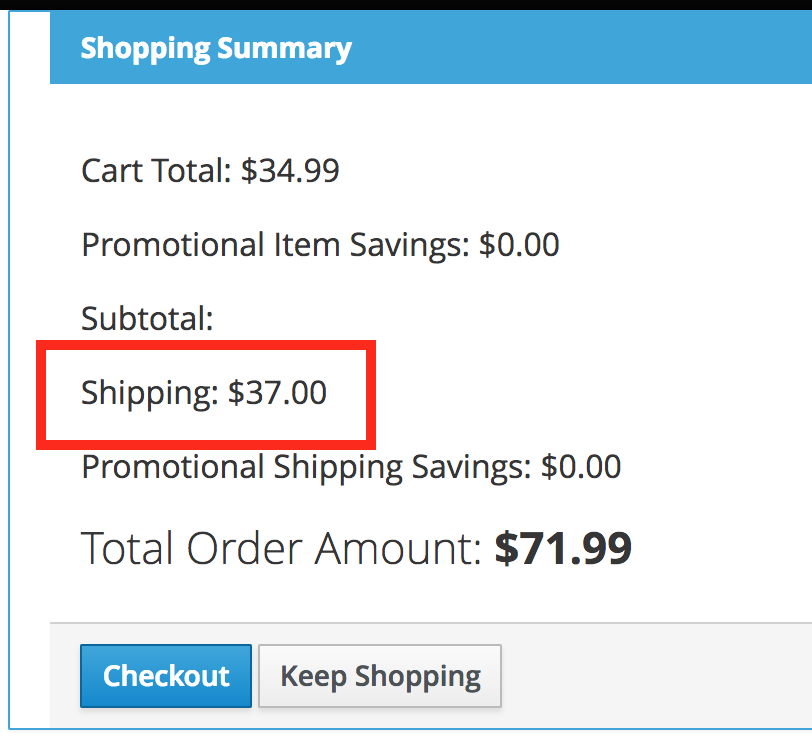 Shopping Summary
Cart Total: $34.99
Promotional Item Savings: $0.00
Subtotal:
Shipping: $37.00
Promotional Shipping Savings: $0.00
Total Order Amount: $71.99
Checkout
Keep Shopping